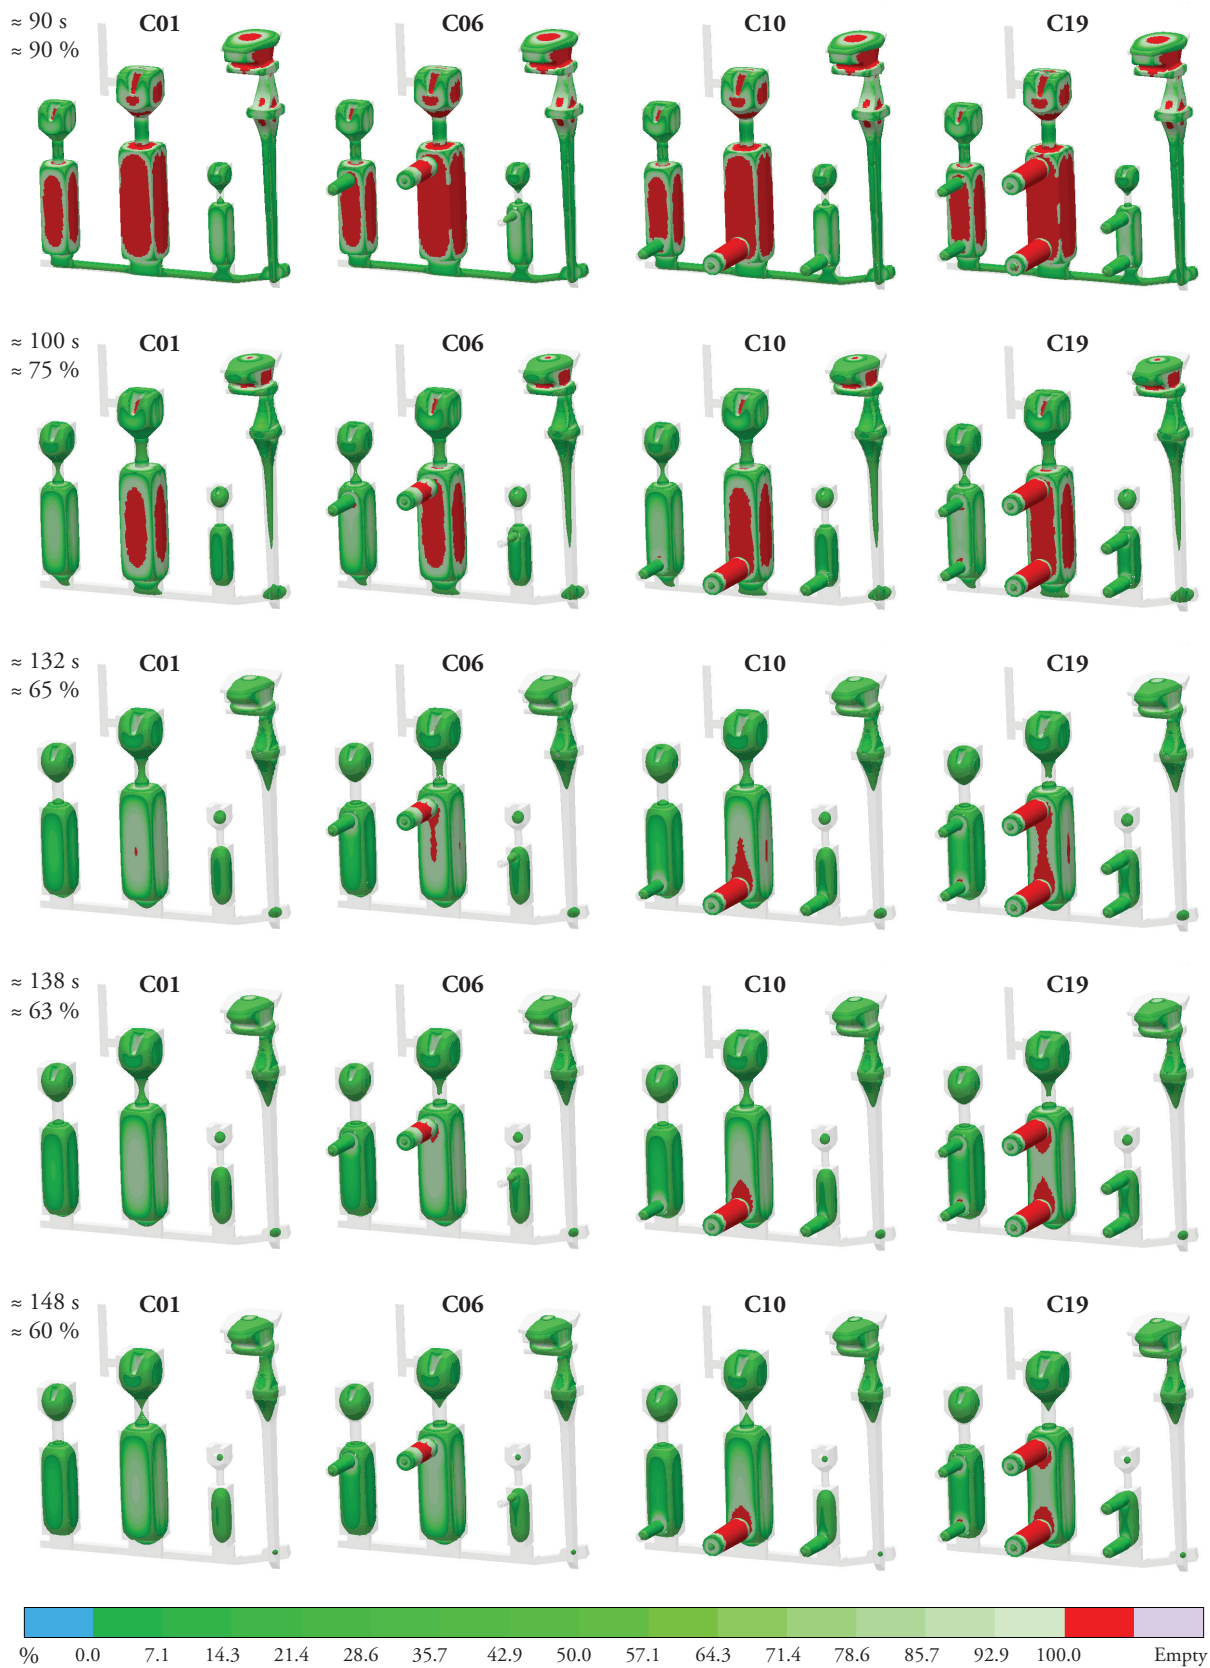 ≈ 90 s
≈ 90 %
C01 C06 C10 C19
≈ 100 s
≈ 75 %
C01 C06 C10 C19
≈ 132 s
≈ 65 %
C01 C06 C10 C19
≈ 138 s
≈ 63 %
C01 C06 C10 C19
≈ 148 s
≈ 60 %
C01 C06 C10 C19
% 0.0 7.1 14.3 21.4 28.6 35.7 42.9 50.0 57.1 64.3 71.4 78.6 85.7 92.9 100.0 Empty